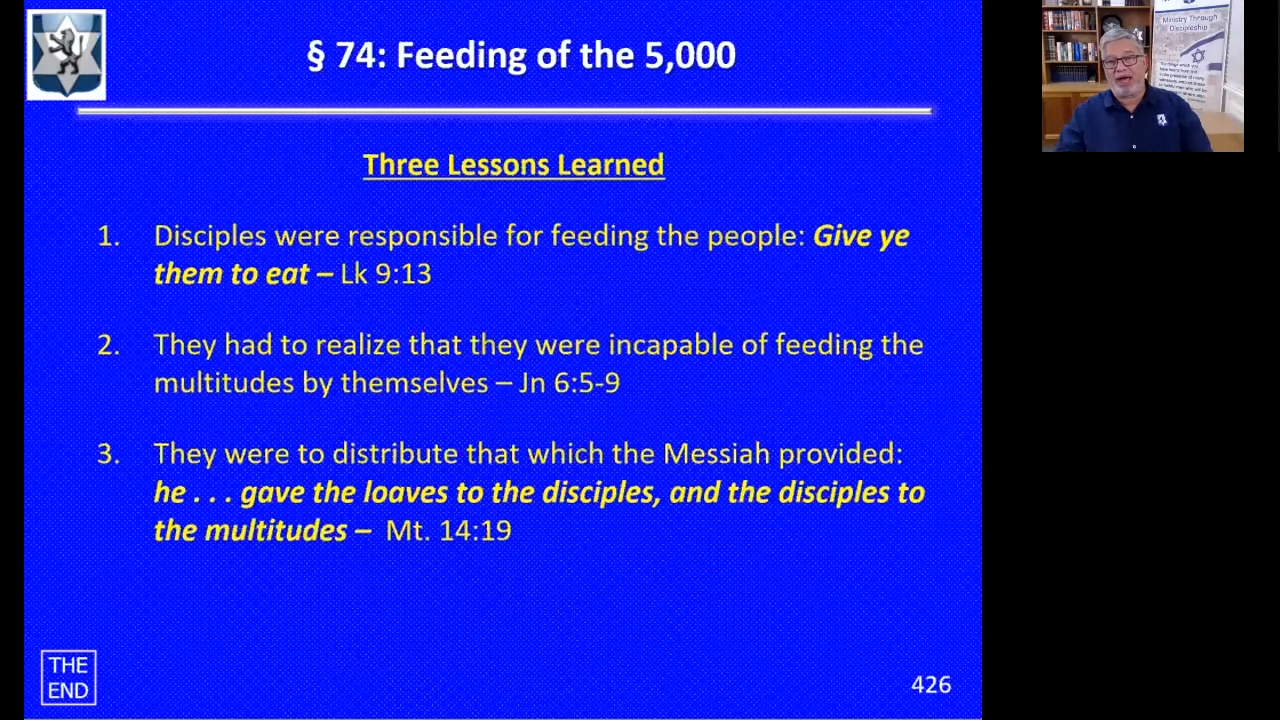 § 74: Feeding of the 5,000
Three Lessons Learned
1. Disciples were responsible for feeding the people: Give ye
them to eat – Lk 9:13
2. They had to realize that they were incapable of feeding the
multitudes by themselves – Jn 6:5-9
3. They were to distribute that which the Messiah provided:
he . . . gave the loaves to the disciples, and the disciples to
the multitudes – Mt. 14:19
THE
END
426
Ministry Through
Discipleship